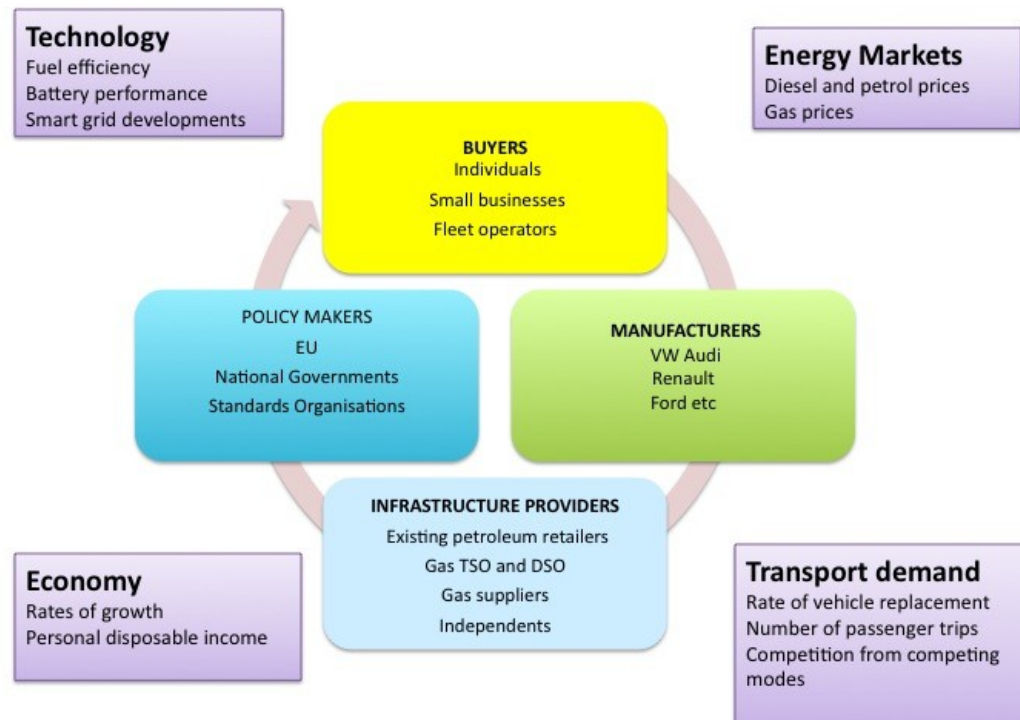 Technology
Fuel efficiency
Battery performance
Smart grid developments
Energy Markets
Diesel and petrol prices
Gas prices
BUYERS
Individuals
Small businesses
Fleet operators
POLICY MAKERS
EU
National Governments
Standards Organisations
MANUFACTURERS
VW Audi
Renault
Ford etc
INFRASTRUCTURE PROVIDERS
Existing petroleum retailers
Gas TSO and DSO
Gas suppliers
Independents
Economy
Rates of growth
Personal disposable income
Transport demand
Rate of vehicle replacement
Number of passenger trips
Competition from competing
modes